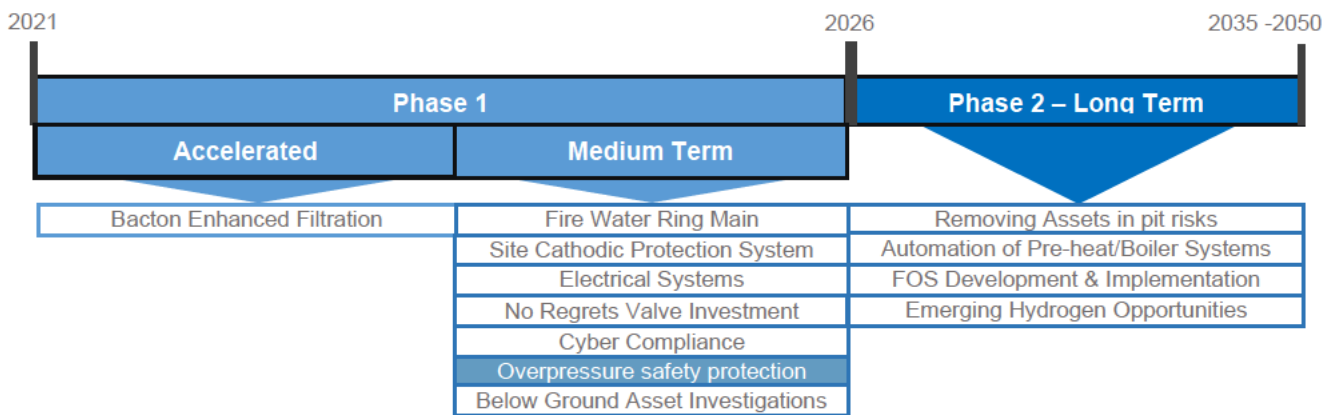 2021 2026 2035 -2050
Phase 1 Phase 2 – Long Term
Accelerated Medium Term
Bacton Enhanced Filtration Fire Water Ring Main Removing Assets in pit risks
Site Cathodic Protection System Automation of Pre-heat/Boiler Systems
Electrical Systems FOS Development & Implementation
No Regrets Valve Investment Emerging Hydrogen Opportunities
Cyber Compliance
Overpressure safety protection
Below Ground Asset Investigations